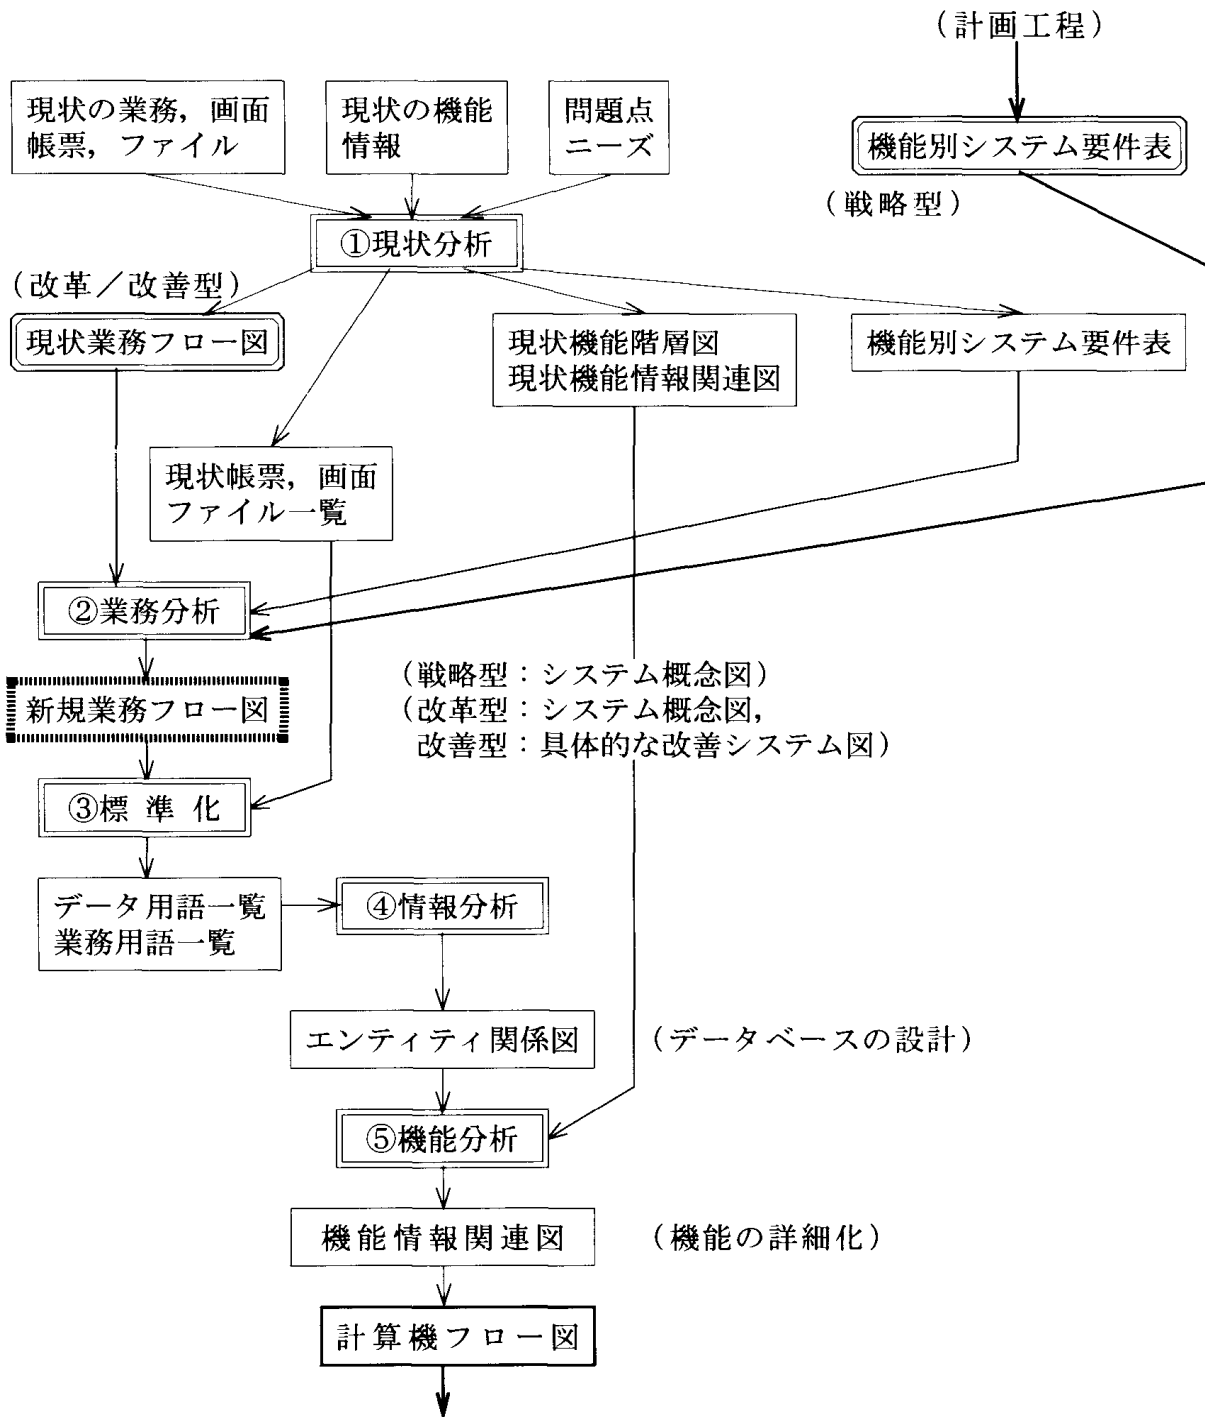 (計画工程)
現状の業務，画面
帳票，ファイル
現状の機能
情報
問題点
ニーズ
機能別システム要件表
(戦略型)
①現状分析
(改革／改善型)
現状業務フロー図
現状機能階層図
現状機能情報関連図
機能別システム要件表
現状帳票，画面
ファイル一覧
②業務分析
新規業務フロー図
(戦略型：システム概念図)
(改革型：システム概念図，
改善型：具体的な改善システム図)
③標準化
データ用語一覧
業務用語一覧
④情報分析
エンティティ関係図
(データベースの設計)
⑤機能分析
機能情報関連図
(機能の詳細化)
計算機フロー図